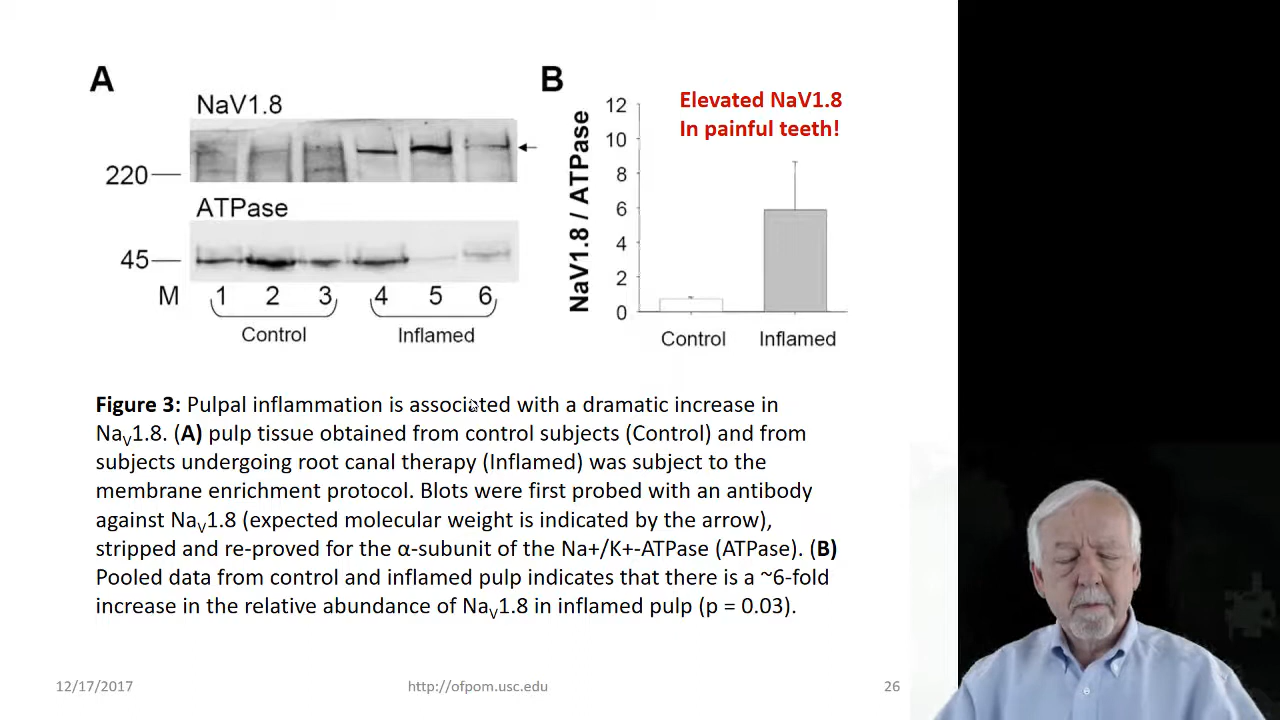 A
NaV1.8
220
ATPase
45
M 1 2 3 4 5 6
Control Inflamed
B
Elevated NaV1.8
In painful teeth!
NaV1.8 / ATPase
12
10
8
6
4
2
0
Control Inflamed
Figure 3: Pulpal inflammation is associated with a dramatic increase in
NaV1.8. (A) pulp tissue obtained from control subjects (Control) and from
subjects undergoing root canal therapy (Inflamed) was subject to the
membrane enrichment protocol. Blots were first probed with an antibody
against NaV1.8 (expected molecular weight is indicated by the arrow),
stripped and re-proved for the α-subunit of the Na+/K+-ATPase (ATPase). (B)
Pooled data from control and inflamed pulp indicates that there is a ~6-fold
increase in the relative abundance of NaV1.8 in inflamed pulp (p = 0.03).
12/17/2017
http://ofpom.usc.edu
26